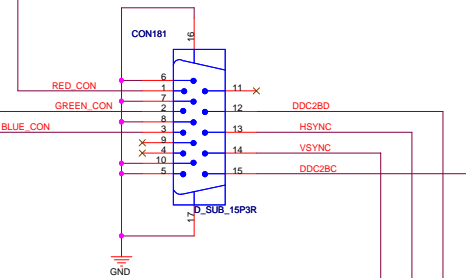 CON181
16
6
RED_CON 1 11
7
GREEN_CON 2 12 DDC2BD
8
BLUE_CON 3 13 HSYNC
9
4 14 VSYNC
10
5 15 DDC2BC
17 D_SUB_15P3R
GND